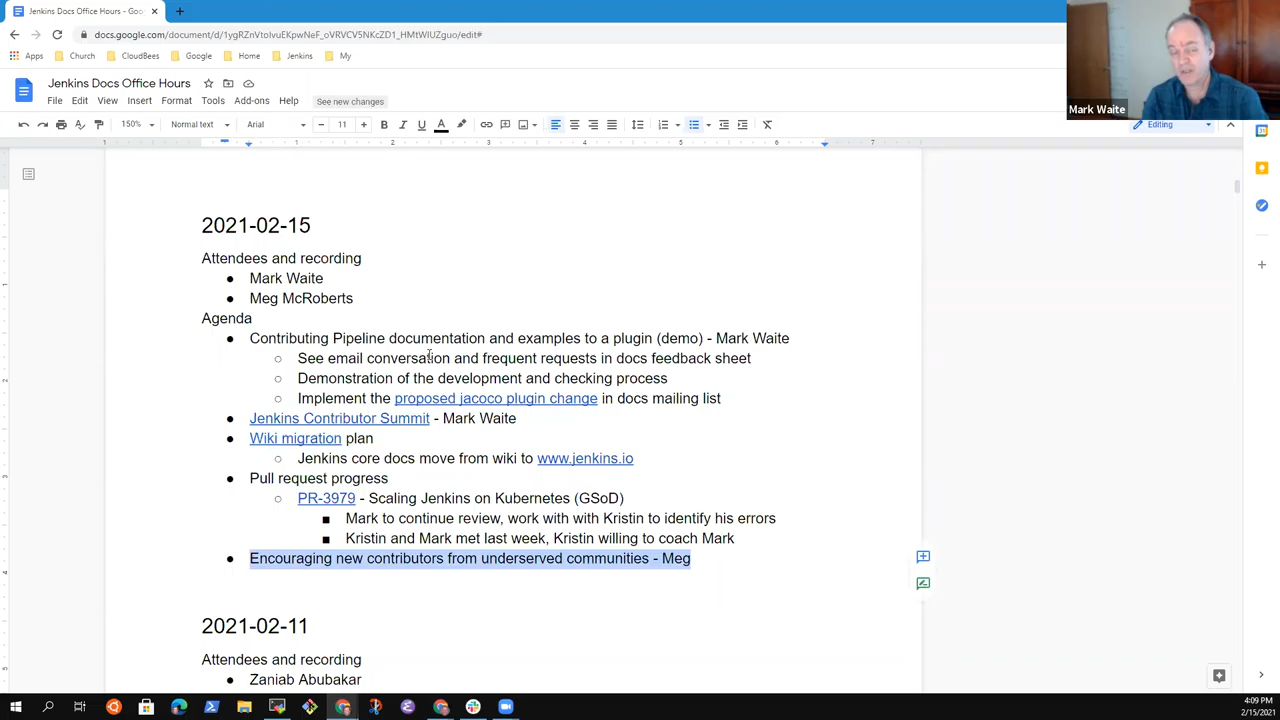 Jenkins Docs Office Hours - Goo
docs.google.com/document/d/1ygRZnVtoIvuEKpwNeF_oVRVCV5NKcZD1_HMtWIUZguo/edit#
Apps Church CloudBees Google Home Jenkins My
Jenkins Docs Office Hours
File Edit View Insert Format Tools Add-ons Help See new changes
150% Normal text Arial 11 Editing
Mark Waite
1 1 2 3 4 5 6 7
2021-02-15
Attendees and recording
● Mark Waite
● Meg McRoberts
Agenda
● Contributing Pipeline documentation and examples to a plugin (demo) - Mark Waite
○ See email conversation and frequent requests in docs feedback sheet
○ Demonstration of the development and checking process
○ Implement the proposed jacoco plugin change in docs mailing list
● Jenkins Contributor Summit - Mark Waite
● Wiki migration plan
○ Jenkins core docs move from wiki to www.jenkins.io
● Pull request progress
○ PR-3979 - Scaling Jenkins on Kubernetes (GSoD)
■ Mark to continue review, work with with Kristin to identify his errors
■ Kristin and Mark met last week, Kristin willing to coach Mark
● Encouraging new contributors from underserved communities - Meg
2021-02-11
Attendees and recording
● Zaniab Abubakar
4:09 PM
2/15/2021